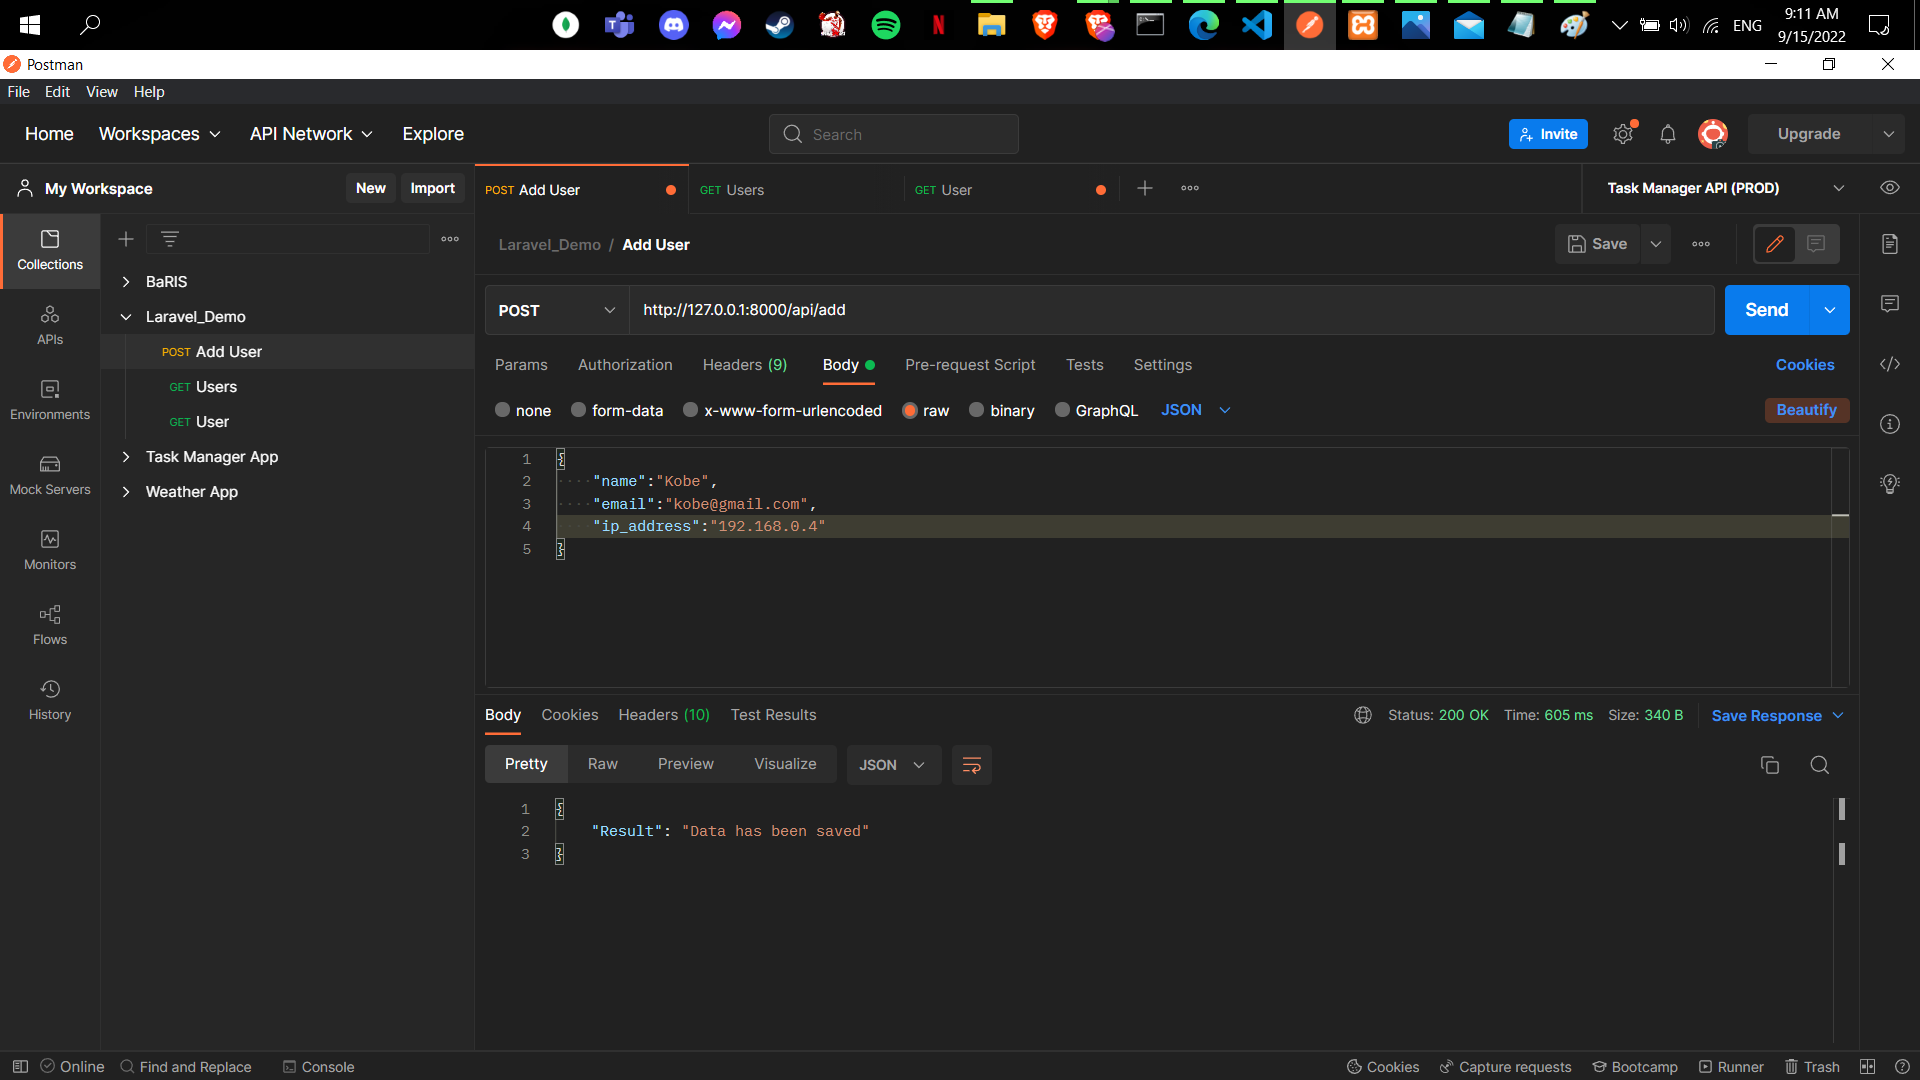 ENG
9:11 AM
9/15/2022
Postman
File Edit View Help
Home Workspaces API Network Explore
Search
Invite
Upgrade
My Workspace
New Import
POST Add User
GET Users
GET User
Task Manager API (PROD)
Collections
APIs
Environments
Mock Servers
Monitors
Flows
History
BaRIS
Laravel_Demo
POST Add User
GET Users
GET User
Task Manager App
Weather App
Laravel_Demo / Add User
Save
POST
http://127.0.0.1:8000/api/add
Send
Params Authorization Headers (9) Body Pre-request Script Tests Settings
Cookies
none form-data x-www-form-urlencoded raw binary GraphQL JSON
Beautify
1 {
2 "name":"Kobe",
3 "email":"kobe@gmail.com",
4 "ip_address":"192.168.0.4"
5 }
Body Cookies Headers (10) Test Results
Status: 200 OK Time: 605 ms Size: 340 B
Save Response
Pretty Raw Preview Visualize
JSON
1 {
2 "Result": "Data has been saved"
3 }
Online Find and Replace Console
Cookies Capture requests Bootcamp Runner Trash